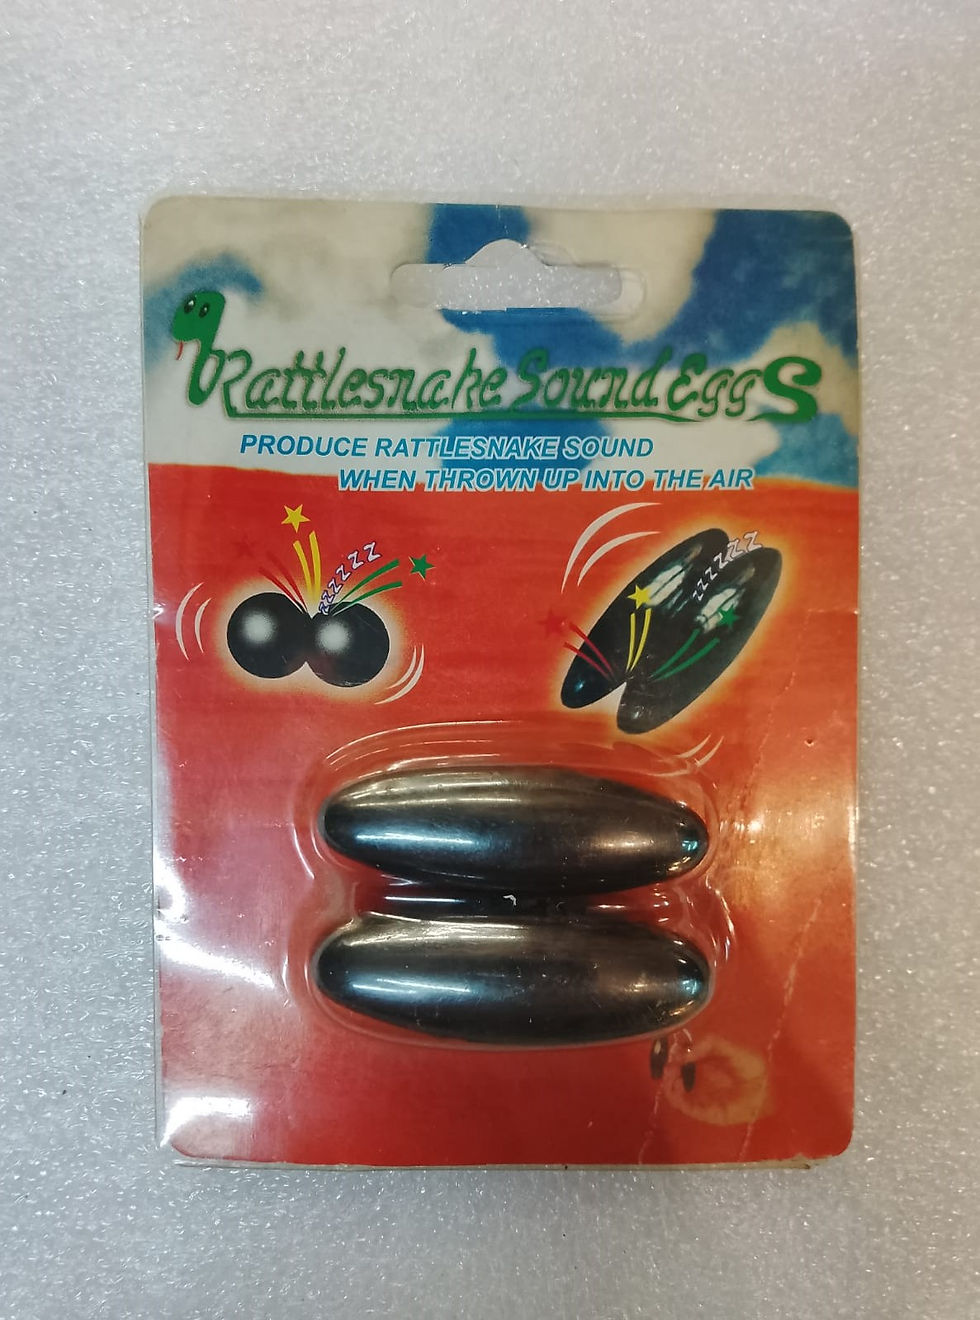 Rattlesnake Sound Eggs
PRODUCE RATTLESNAKE SOUND
WHEN THROWN UP INTO THE AIR
zzzzzz
zzzzzz